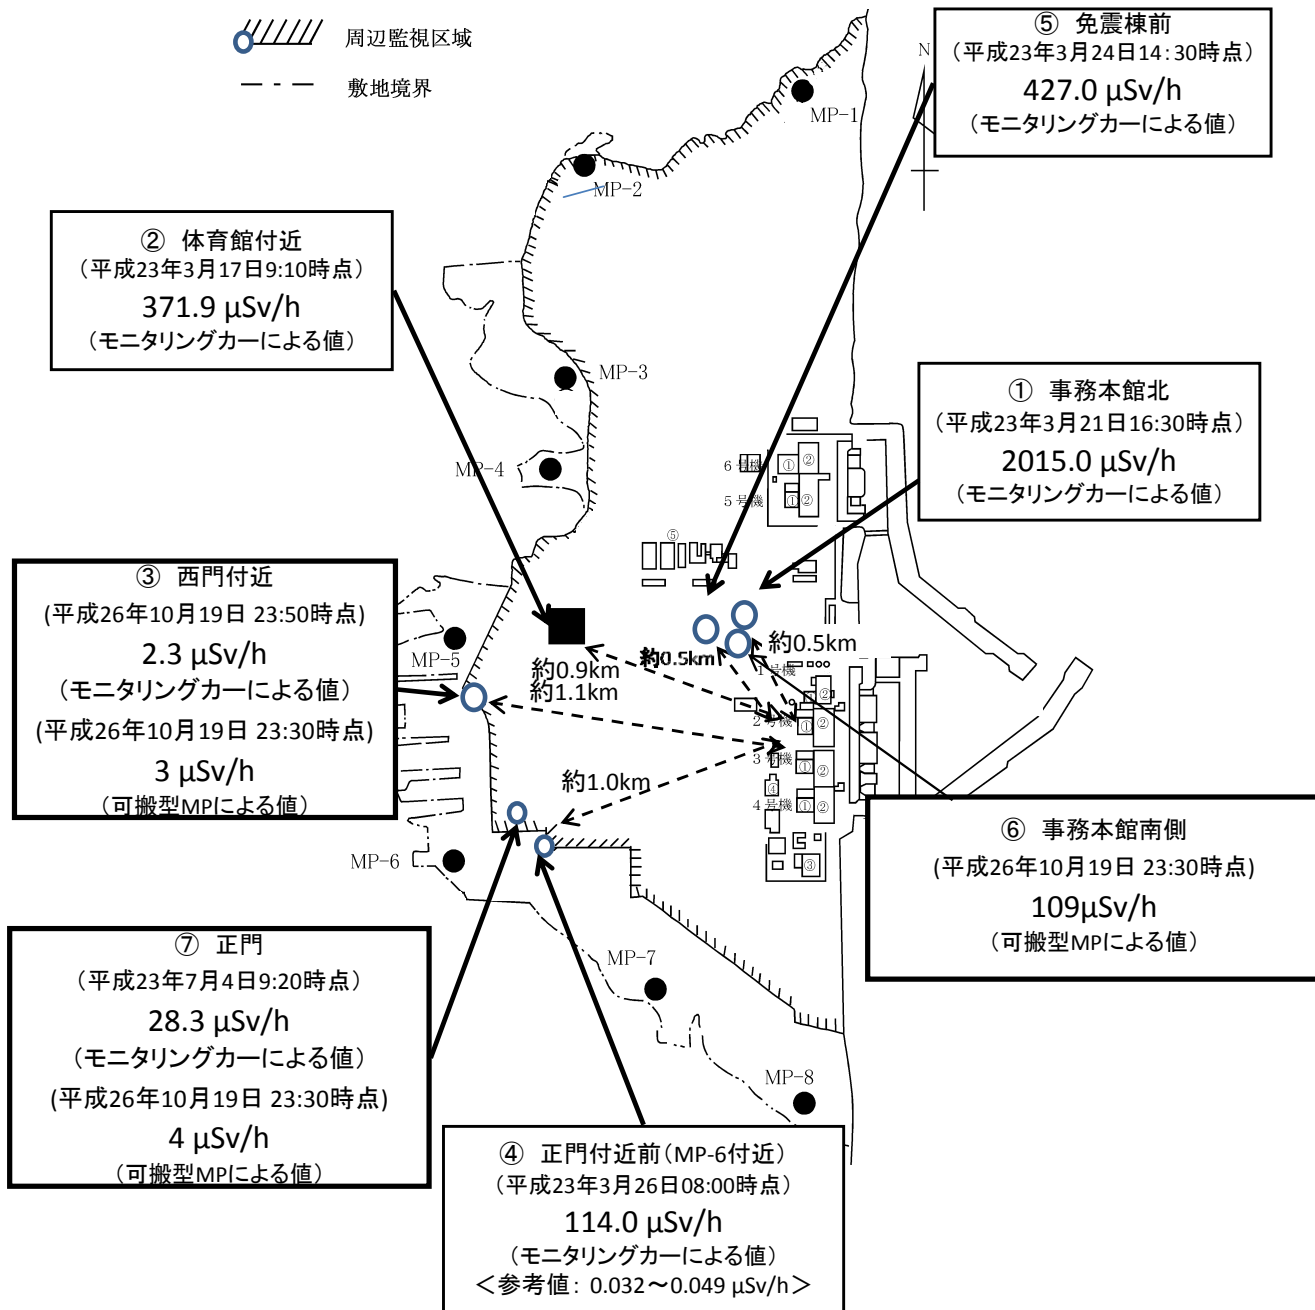 周辺監視区域
敷地境界
⑤ 免震棟前
(平成23年3月24日14:30時点)
427.0 μSv/h
(モニタリングカーによる値)
N
MP-1
MP-2
② 体育館付近
(平成23年3月17日9:10時点)
371.9 μSv/h
(モニタリングカーによる値)
MP-3
① 事務本館北
(平成23年3月21日16:30時点)
2015.0 μSv/h
(モニタリングカーによる値)
MP-4
6号機
① ②
5号機
① ②
⑤
③ 西門付近
(平成26年10月19日 23:50時点)
2.3 μSv/h
(モニタリングカーによる値)
(平成26年10月19日 23:30時点)
3 μSv/h
(可搬型MPによる値)
MP-5
約0.9km
約1.1km
約0.5km
約0.5km
1号機
②
2号機
① ②
3号機
① ②
約1.0km
④
4号機
① ②
③
MP-6
⑥ 事務本館南側
(平成26年10月19日 23:30時点)
109μSv/h
(可搬型MPによる値)
⑦ 正門
(平成23年7月4日9:20時点)
28.3 μSv/h
(モニタリングカーによる値)
(平成26年10月19日 23:30時点)
4 μSv/h
(可搬型MPによる値)
MP-7
MP-8
④ 正門付近前(MP-6付近)
(平成23年3月26日08:00時点)
114.0 μSv/h
(モニタリングカーによる値)
<参考値: 0.032～0.049 μSv/h>